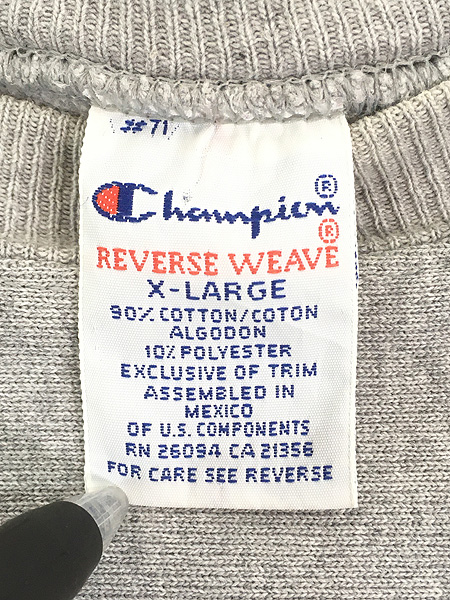 #71
Champion ®
REVERSE WEAVE ®
X-LARGE
90% COTTON/COTON
ALGODON
10% POLYESTER
EXCLUSIVE OF TRIM
ASSEMBLED IN
MEXICO
OF U.S. COMPONENTS
RN 26094 CA 21356
FOR CARE SEE REVERSE